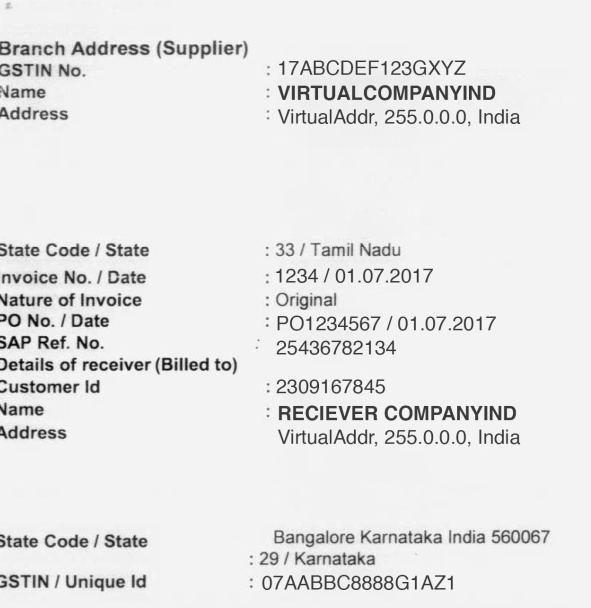 Branch Address (Supplier)
GSTIN No. : 17ABCDEF123GXYZ
Name : VIRTUALCOMPANYIND
Address : VirtualAddr, 255.0.0.0, India
State Code / State : 33 / Tamil Nadu
Invoice No. / Date : 1234 / 01.07.2017
Nature of Invoice : Original
PO No. / Date : PO1234567 / 01.07.2017
SAP Ref. No. : 25436782134
Details of receiver (Billed to)
Customer Id : 2309167845
Name : RECIEVER COMPANYIND
Address : VirtualAddr, 255.0.0.0, India
Bangalore Karnataka India 560067
State Code / State : 29 / Karnataka
GSTIN / Unique Id : 07AABBC8888G1AZ1